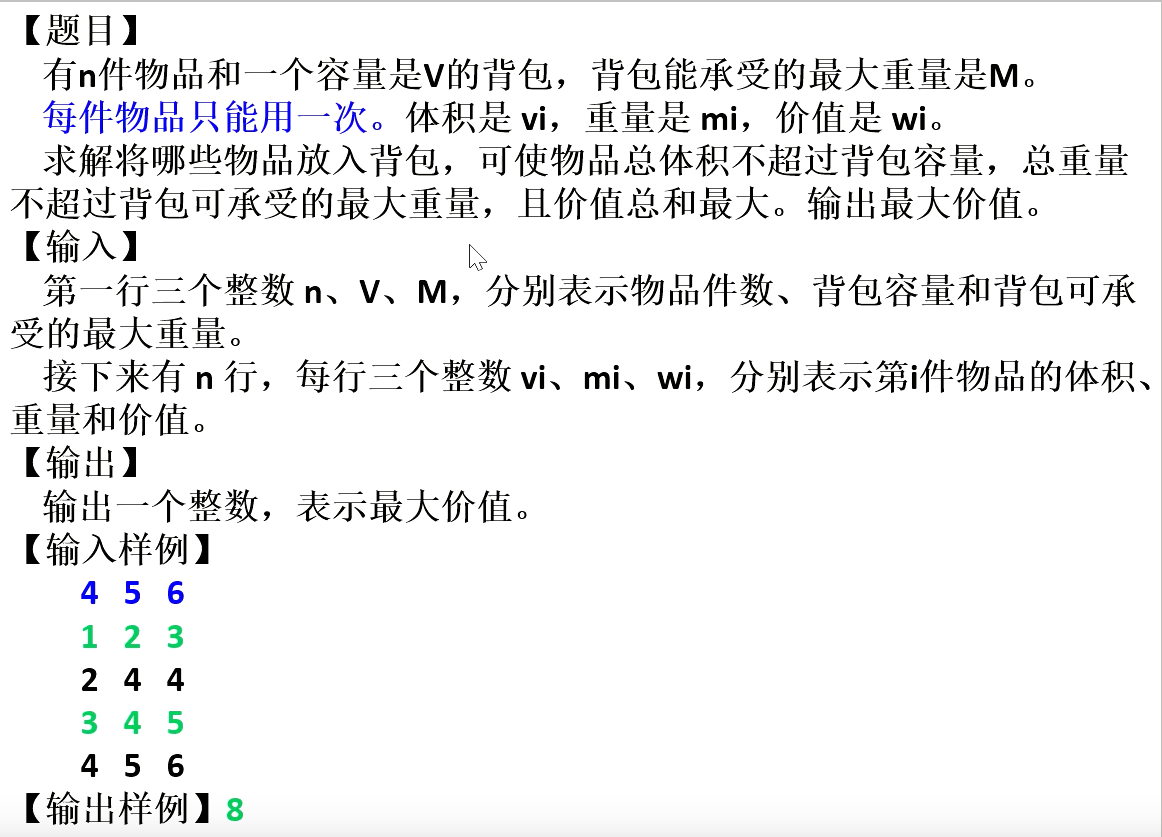 【题目】
有n件物品和一个容量是V的背包，背包能承受的最大重量是M。
每件物品只能用一次。体积是 vi，重量是 mi，价值是 wi。
求解将哪些物品放入背包，可使物品总体积不超过背包容量，总重量
不超过背包可承受的最大重量，且价值总和最大。输出最大价值。
【输入】
第一行三个整数 n、V、M，分别表示物品件数、背包容量和背包可承
受的最大重量。
接下来有 n 行，每行三个整数 vi、mi、wi，分别表示第i件物品的体积、
重量和价值。
【输出】
输出一个整数，表示最大价值。
【输入样例】
4 5 6
1 2 3
2 4 4
3 4 5
4 5 6
【输出样例】8